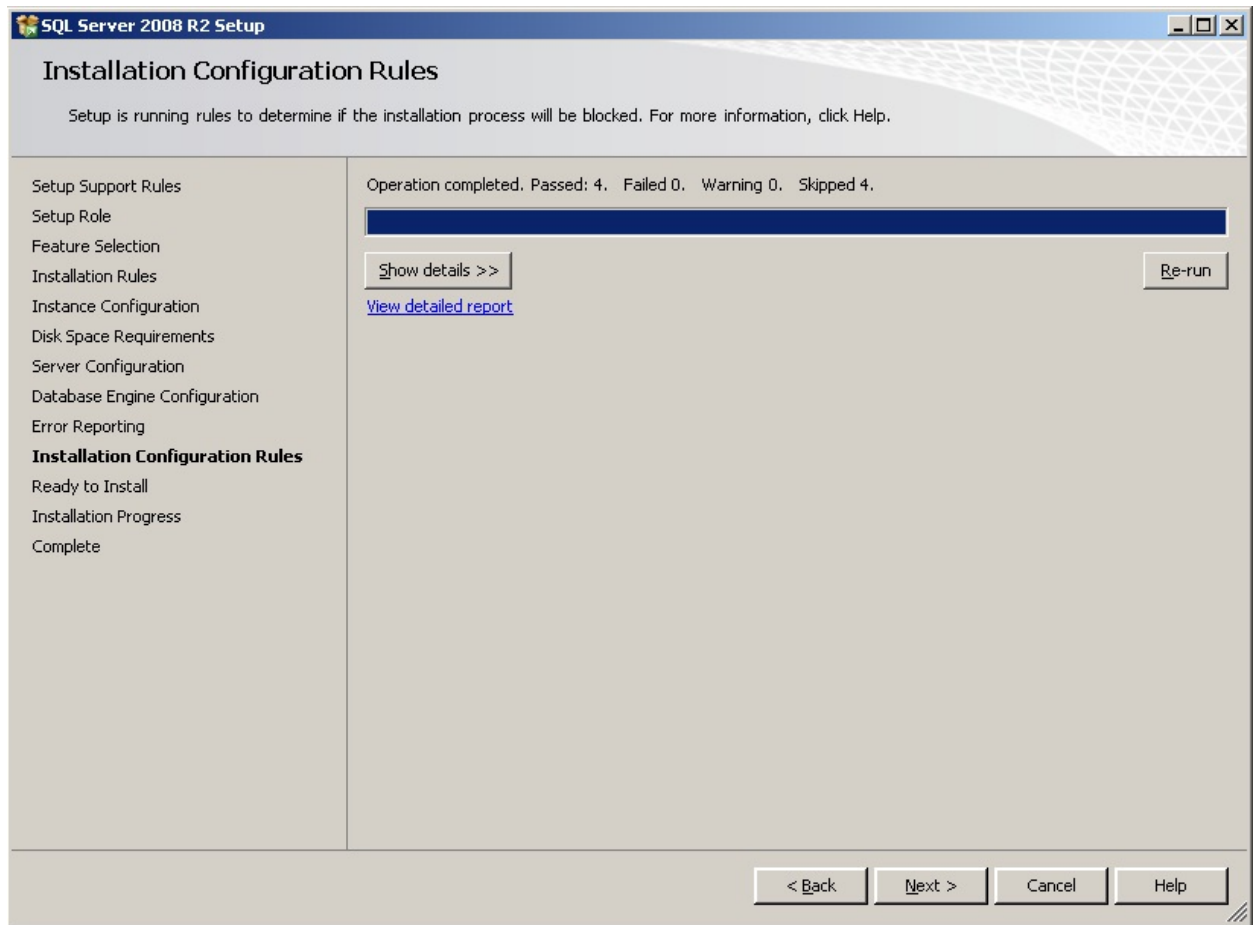 SQL Server 2008 R2 Setup
Installation Configuration Rules
Setup is running rules to determine if the installation process will be blocked. For more information, click Help.
Setup Support Rules
Setup Role
Feature Selection
Installation Rules
Instance Configuration
Disk Space Requirements
Server Configuration
Database Engine Configuration
Error Reporting
Installation Configuration Rules
Ready to Install
Installation Progress
Complete
Operation completed. Passed: 4. Failed 0. Warning 0. Skipped 4.
Show details >>
Re-run
View detailed report
< Back
Next >
Cancel
Help